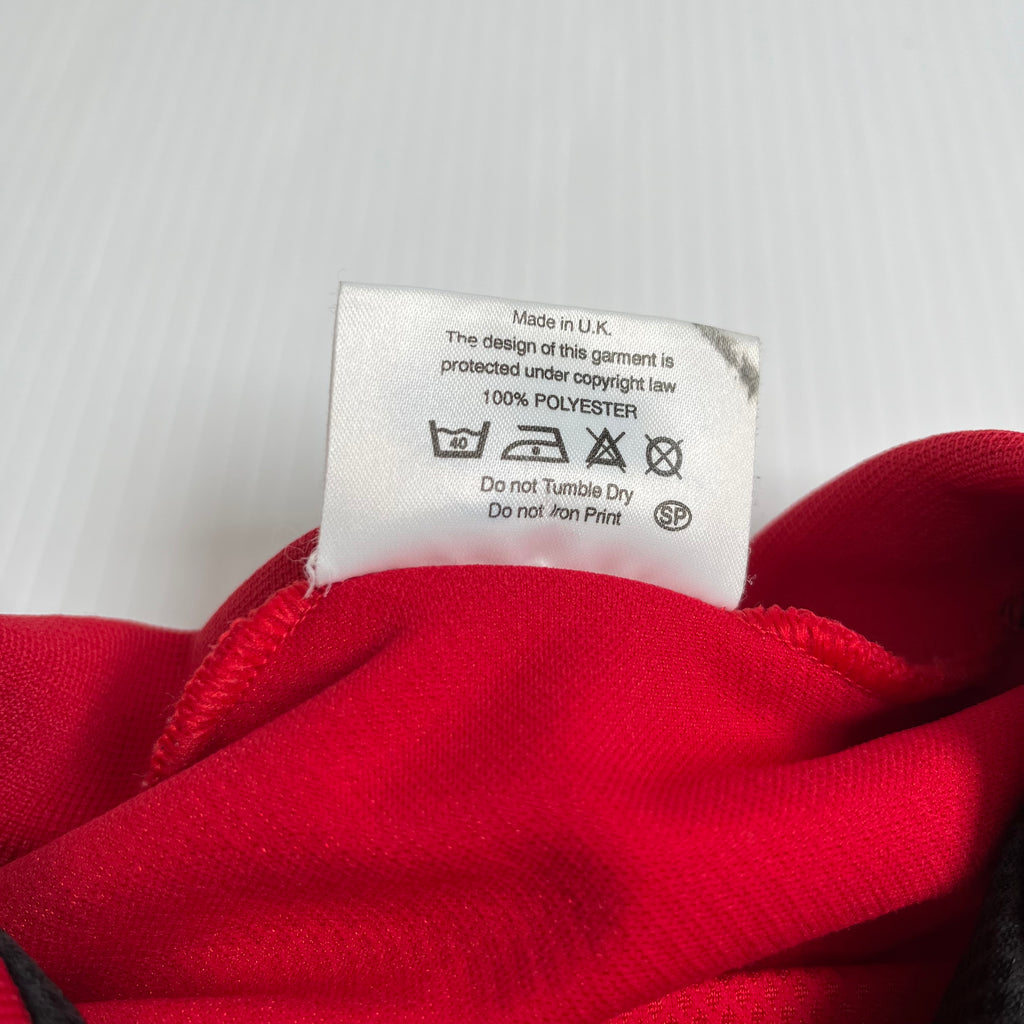 Made in U.K.
The design of this garment is
protected under copyright law
100% POLYESTER
40
Do not Tumble Dry
Do not Iron Print
SP